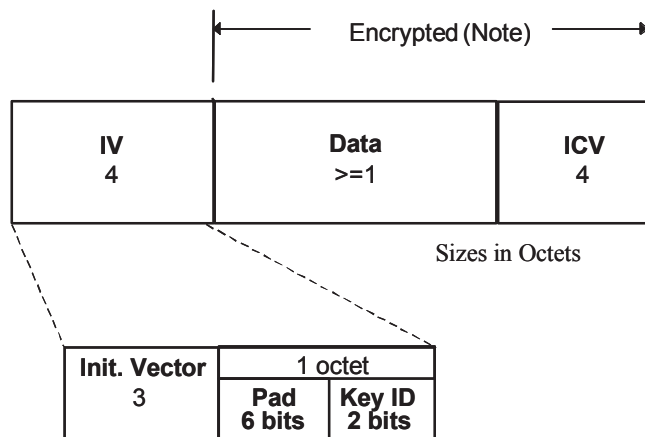 Encrypted (Note)
IV
4
Data
>=1
ICV
4
Sizes in Octets
Init. Vector
3
1 octet
Pad
6 bits
Key ID
2 bits